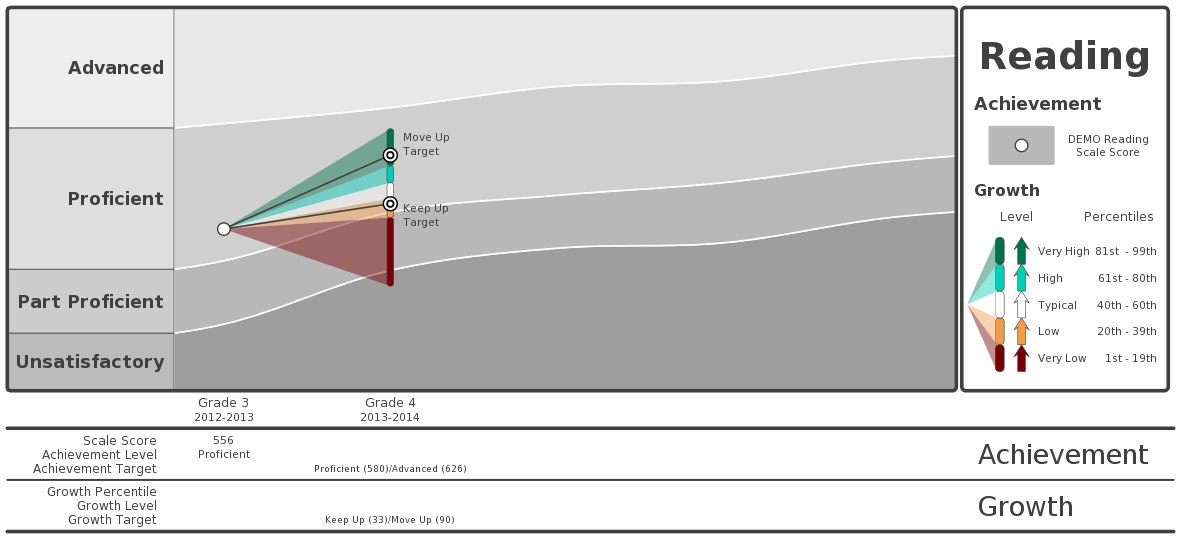 Advanced
Proficient
Part Proficient
Unsatisfactory
Move Up
Target
Keep Up
Target
Reading
Achievement
DEMO Reading
Scale Score
Growth
Level Percentiles
Very High 81st - 99th
High 61st - 80th
Typical 40th - 60th
Low 20th - 39th
Very Low 1st - 19th
Grade 3 Grade 4
2012-2013 2013-2014
Scale Score 556
Achievement Level Proficient
Achievement Target Proficient (580)/Advanced (626)
Achievement
Growth Percentile
Growth Level
Growth Target Keep Up (33)/Move Up (90)
Growth